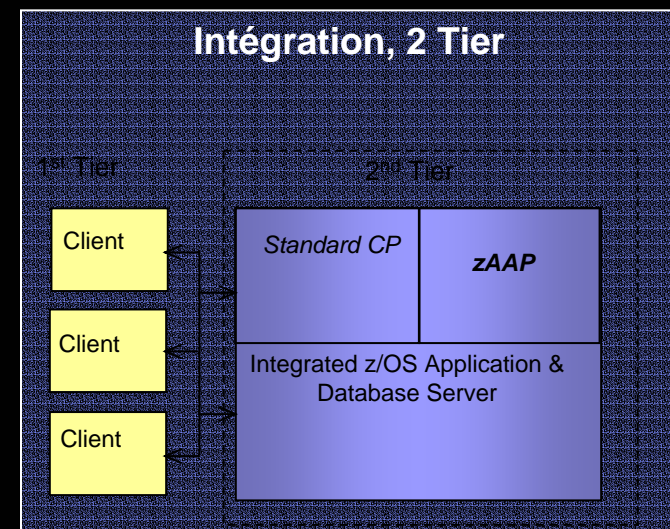 Intégration, 2 Tier
1st Tier
2nd Tier
Client
Standard CP
zAAP
Client
Integrated z/OS Application &
Database Server
Client